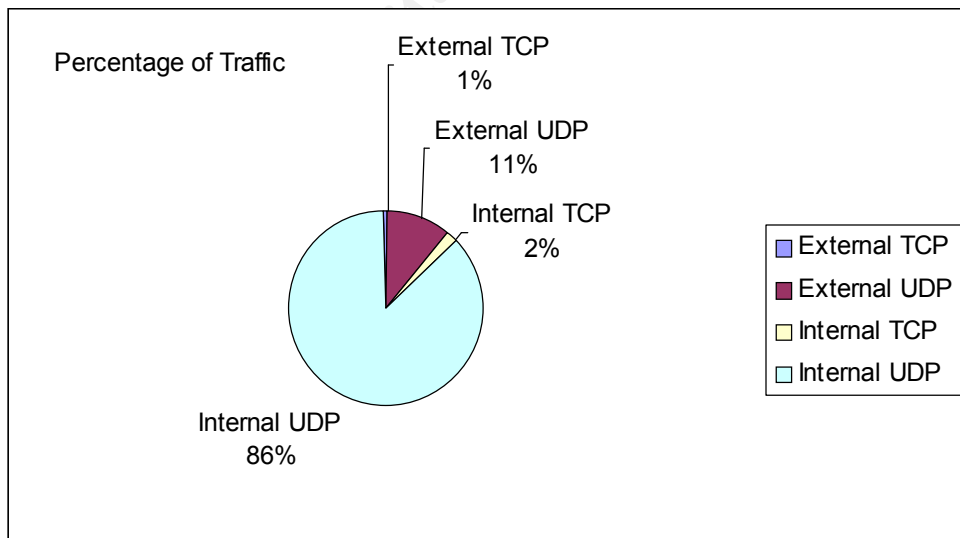 Percentage of Traffic
External TCP
1%
External UDP
11%
Internal TCP
2%
Internal UDP
86%
External TCP
External UDP
Internal TCP
Internal UDP